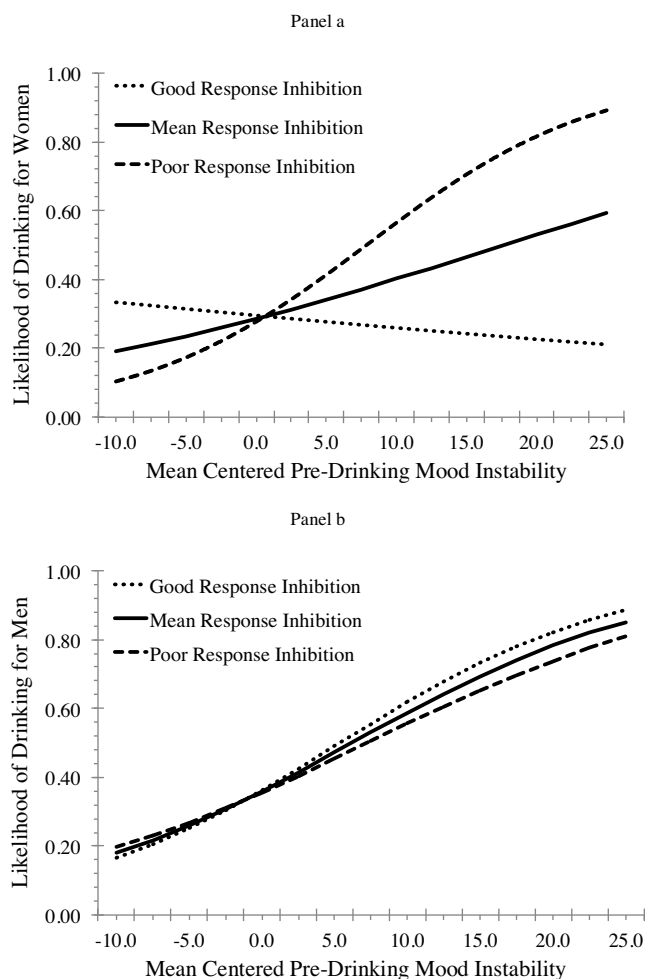 Panel a
Likelihood of Drinking for Women
1.00
0.80
0.60
0.40
0.20
0.00
Good Response Inhibition
Mean Response Inhibition
Poor Response Inhibition
-10.0 -5.0 0.0 5.0 10.0 15.0 20.0 25.0
Mean Centered Pre-Drinking Mood Instability
Panel b
Likelihood of Drinking for Men
1.00
0.80
0.60
0.40
0.20
0.00
Good Response Inhibition
Mean Response Inhibition
Poor Response Inhibition
-10.0 -5.0 0.0 5.0 10.0 15.0 20.0 25.0
Mean Centered Pre-Drinking Mood Instability